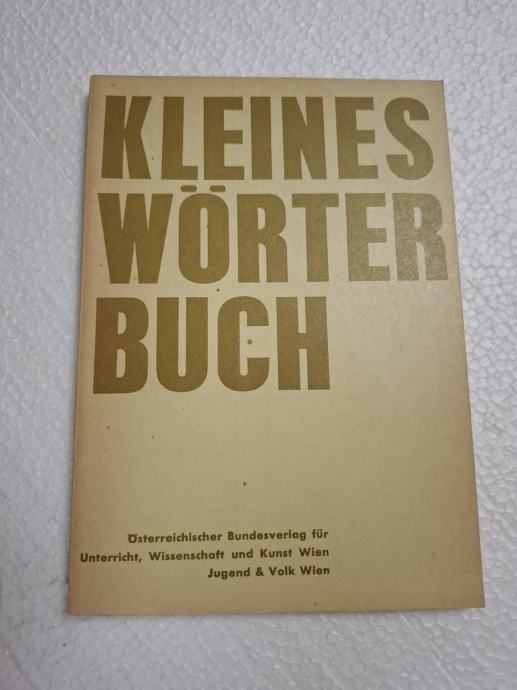 KLEINES
WÖRTER
BUCH
Österreichischer Bundesverlag für
Unterricht, Wissenschaft und Kunst Wien
Jugend & Volk Wien